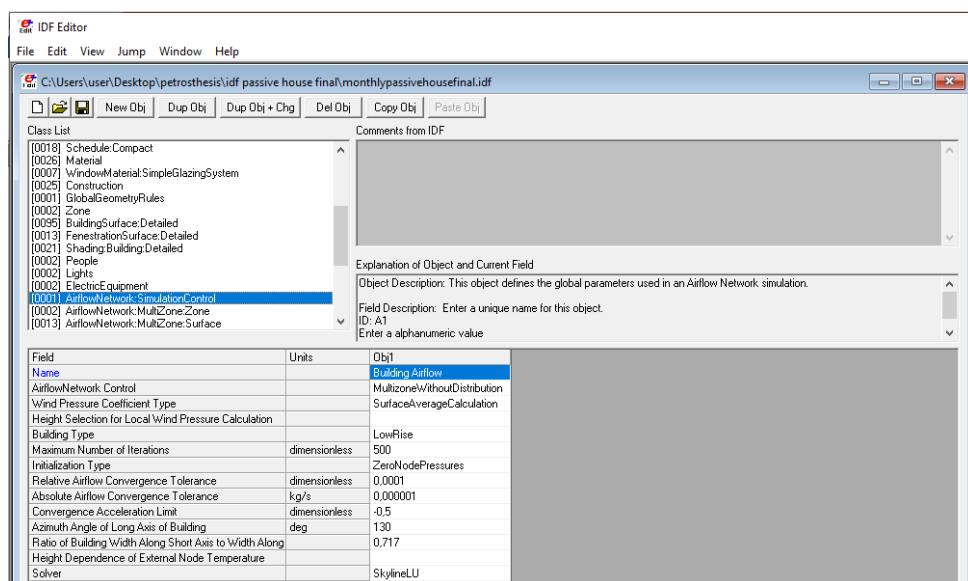 IDF Editor
File Edit View Jump Window Help
C:\Users\user\Desktop\petrosthesis\idf passive house final\monthlypassivehousefinal.idf
New Obj Dup Obj Dup Obj + Chg Del Obj Copy Obj Paste Obj
Class List
[0018] Schedule:Compact
[0026] Material
[0007] WindowMaterial:SimpleGlazingSystem
[0025] Construction
[0001] GlobalGeometryRules
[0002] Zone
[0095] BuildingSurface:Detailed
[0013] FenestrationSurface:Detailed
[0021] Shading:Building:Detailed
[0002] People
[0002] Lights
[0002] ElectricEquipment
[0001] AirflowNetwork:SimulationControl
[0002] AirflowNetwork:MultiZone:Zone
[0013] AirflowNetwork:MultiZone:Surface
Comments from IDF
Explanation of Object and Current Field
Object Description: This object defines the global parameters used in an Airflow Network simulation.
Field Description: Enter a unique name for this object.
ID: A1
Enter a alphanumeric value
Field Units Obj1
Name Building Airflow
AirflowNetwork Control MultizoneWithoutDistribution
Wind Pressure Coefficient Type SurfaceAverageCalculation
Height Selection for Local Wind Pressure Calculation
Building Type LowRise
Maximum Number of Iterations dimensionless 500
Initialization Type ZeroNodePressures
Relative Airflow Convergence Tolerance dimensionless 0,0001
Absolute Airflow Convergence Tolerance kg/s 0,000001
Convergence Acceleration Limit dimensionless -0,5
Azimuth Angle of Long Axis of Building deg 130
Ratio of Building Width Along Short Axis to Width Along 0,717
Height Dependence of External Node Temperature
Solver SkylineLU